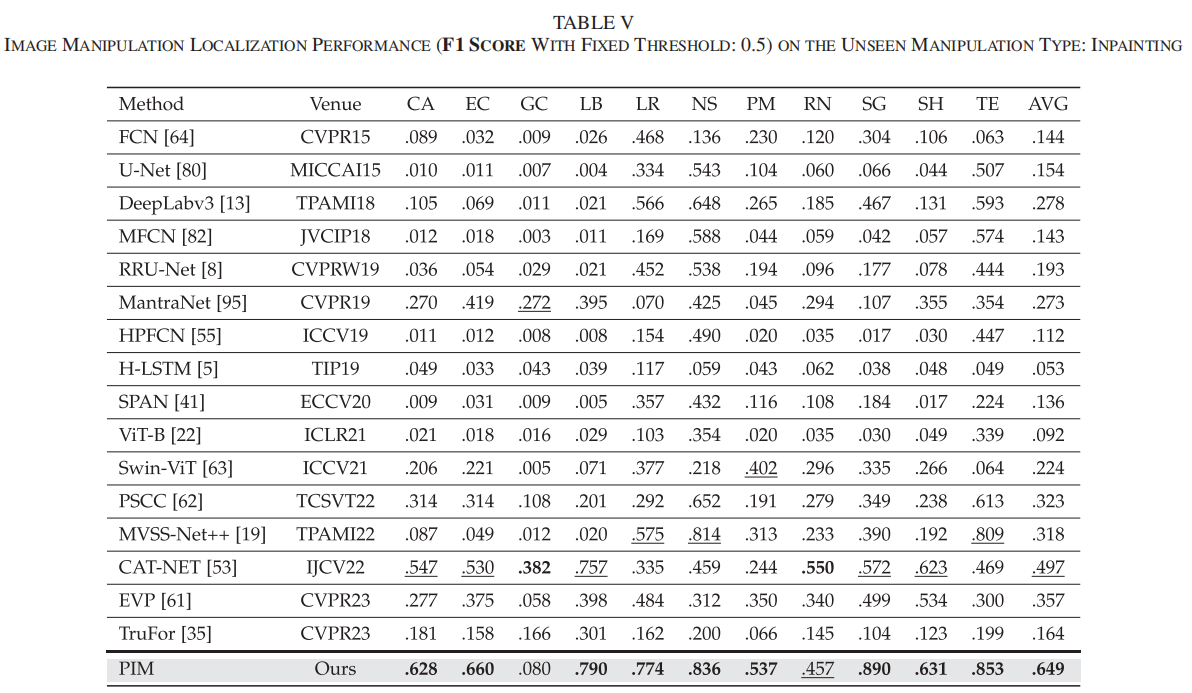 TABLE V
IMAGE MANIPULATION LOCALIZATION PERFORMANCE (F1 SCORE WITH FIXED THRESHOLD: 0.5) ON THE UNSEEN MANIPULATION TYPE: INPAINTING
Method Venue CA EC GC LB LR NS PM RN SG SH TE AVG
FCN [64] CVPR15 .089 .032 .009 .026 .468 .136 .230 .120 .304 .106 .063 .144
U-Net [80] MICCAI15 .010 .011 .007 .004 .334 .543 .104 .060 .066 .044 .507 .154
DeepLabv3 [13] TPAMI18 .105 .069 .011 .021 .566 .648 .265 .185 .467 .131 .593 .278
MFCN [82] JVCIP18 .012 .018 .003 .011 .169 .588 .044 .059 .042 .057 .574 .143
RRU-Net [8] CVPRW19 .036 .054 .029 .021 .452 .538 .194 .096 .177 .078 .444 .193
MantraNet [95] CVPR19 .270 .419 .272 .395 .070 .425 .045 .294 .107 .355 .354 .273
HPFCN [55] ICCV19 .011 .012 .008 .008 .154 .490 .020 .035 .017 .030 .447 .112
H-LSTM [5] TIP19 .049 .033 .043 .039 .117 .059 .043 .062 .038 .048 .049 .053
SPAN [41] ECCV20 .009 .031 .009 .005 .357 .432 .116 .108 .184 .017 .224 .136
ViT-B [22] ICLR21 .021 .018 .016 .029 .103 .354 .020 .035 .030 .049 .339 .092
Swin-ViT [63] ICCV21 .206 .221 .005 .071 .377 .218 .402 .296 .335 .266 .064 .224
PSCC [62] TCSVT22 .314 .314 .108 .201 .292 .652 .191 .279 .349 .238 .613 .323
MVSS-Net++ [19] TPAMI22 .087 .049 .012 .020 .575 .814 .313 .233 .390 .192 .809 .318
CAT-NET [53] IJCV22 .547 .530 .382 .757 .335 .459 .244 .550 .572 .623 .469 .497
EVP [61] CVPR23 .277 .375 .058 .398 .484 .312 .350 .340 .499 .534 .300 .357
TruFor [35] CVPR23 .181 .158 .166 .301 .162 .200 .066 .145 .104 .123 .199 .164
PIM Ours .628 .660 .080 .790 .774 .836 .537 .457 .890 .631 .853 .649